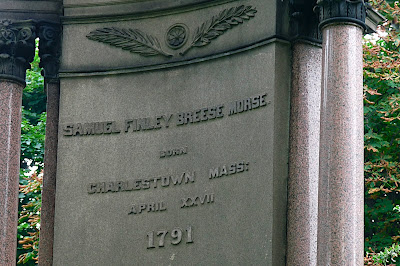 SAMUEL FINLEY BREESE MORSE.
BORN
CHARLESTOWN MASS:
APRIL XXVII
1791